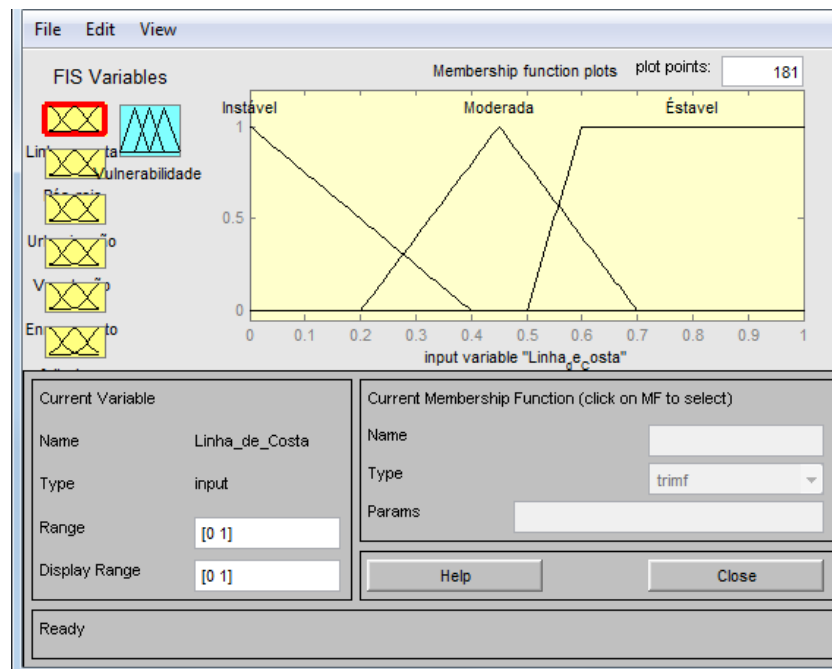 File Edit View
FIS Variables
Membership function plots plot points: 181
Instável Moderada Éstavel
Vulnerabilidade
1
0.5
0
0 0.1 0.2 0.3 0.4 0.5 0.6 0.7 0.8 0.9 1
input variable "Linha_de_Costa"
Current Variable
Name Linha_de_Costa
Type input
Range [0 1]
Display Range [0 1]
Current Membership Function (click on MF to select)
Name
Type trimf
Params
Help Close
Ready